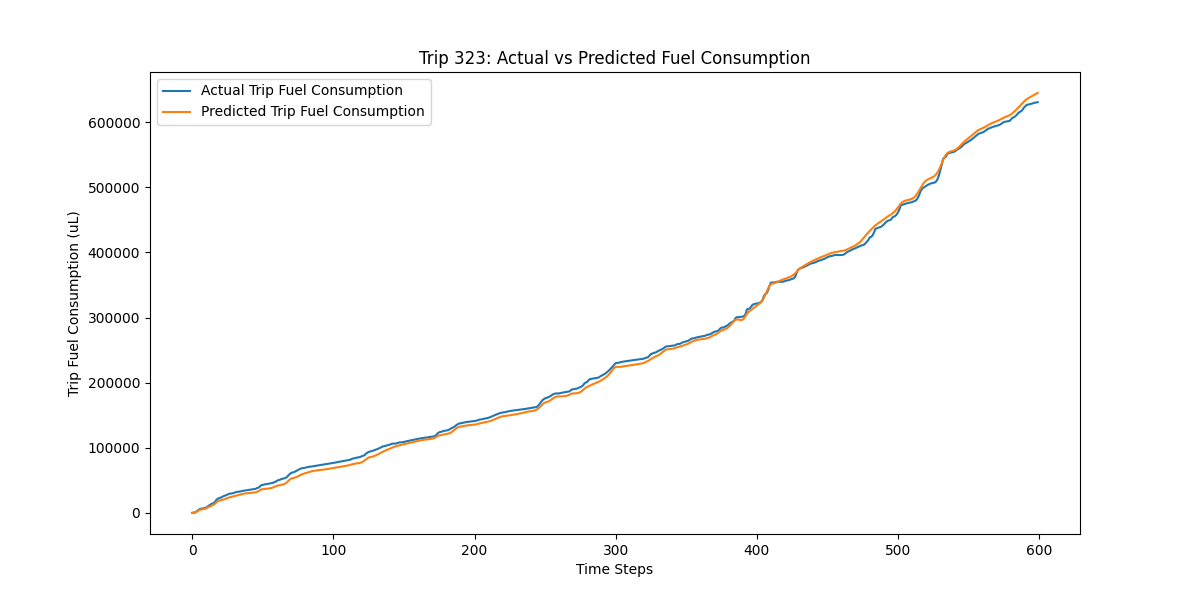 Trip 323: Actual vs Predicted Fuel Consumption
Actual Trip Fuel Consumption
Predicted Trip Fuel Consumption
Trip Fuel Consumption (uL)
600000
500000
400000
300000
200000
100000
0
0 100 200 300 400 500 600
Time Steps